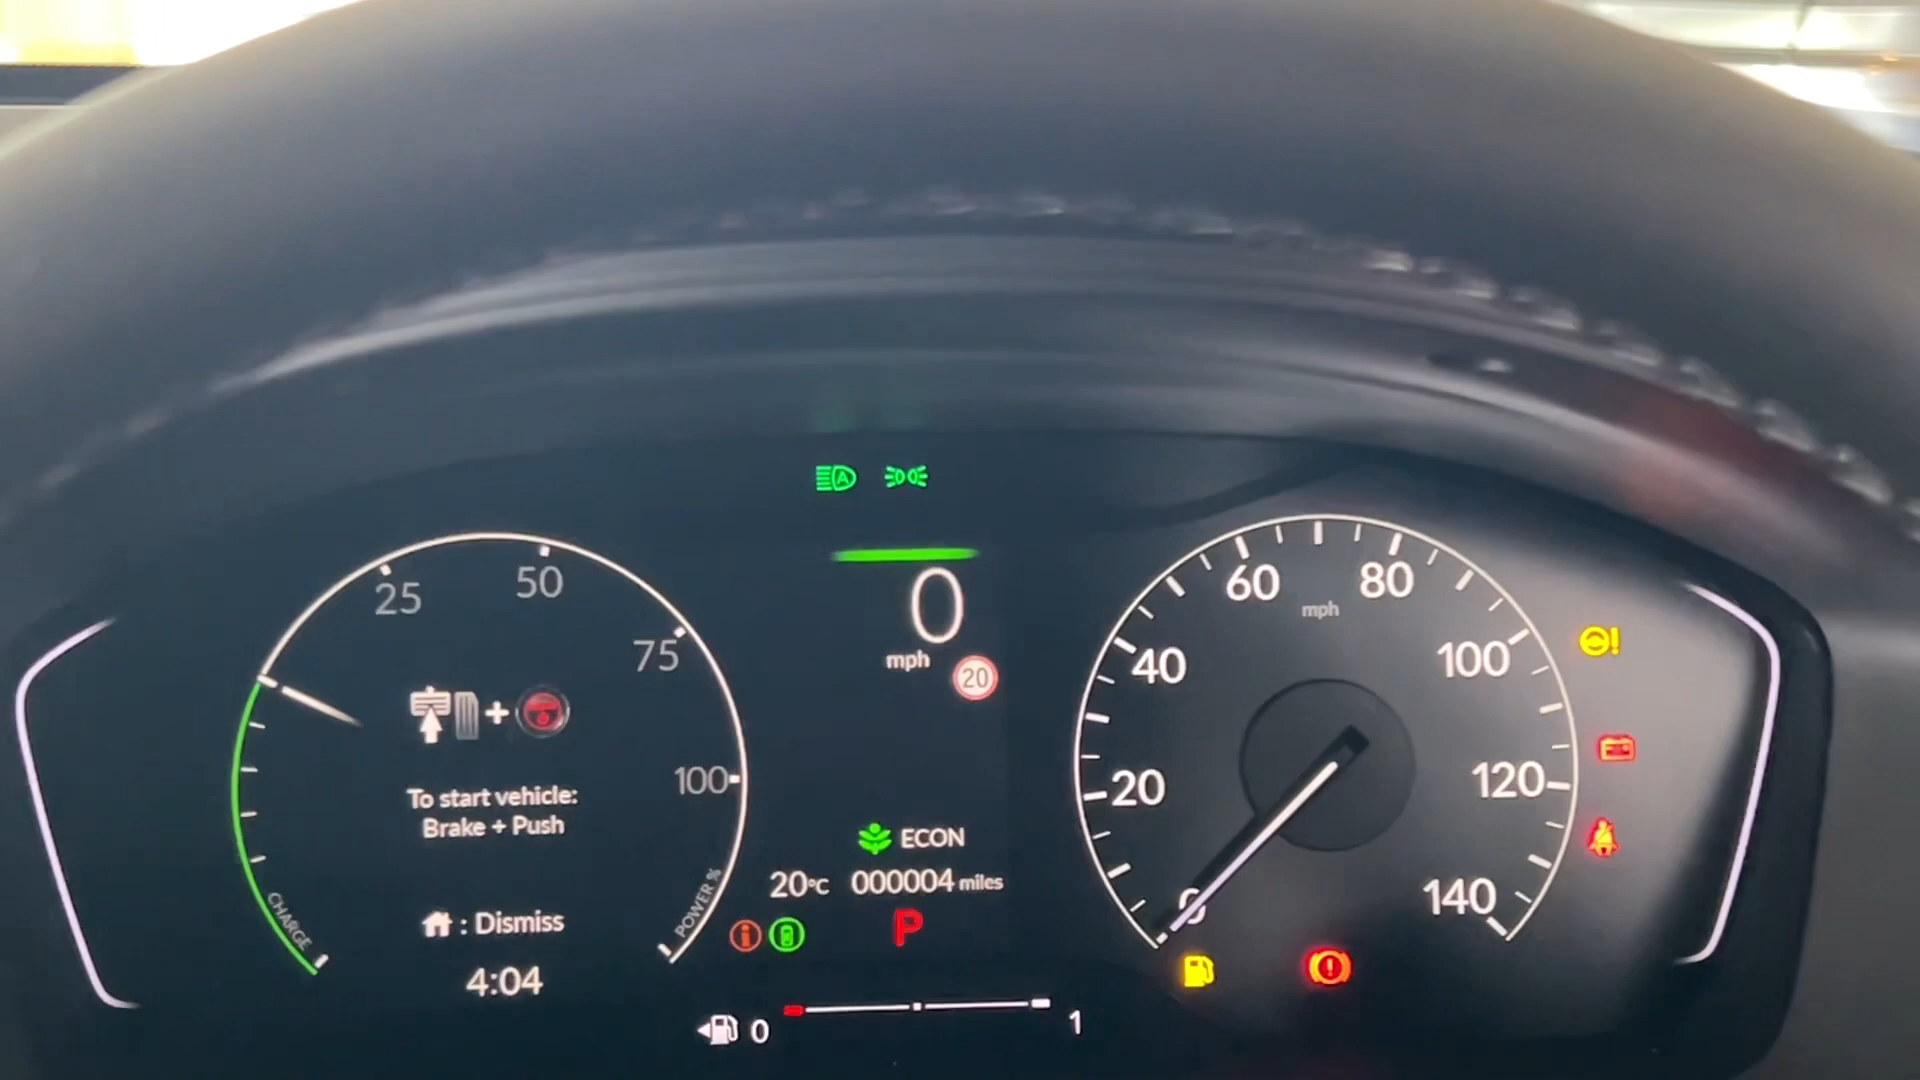 A
0
mph
20
25
50
75
100
+
To start vehicle:
Brake + Push
: Dismiss
4:04
CHARGE
POWER %
ECON
20°C 000004 miles
P
0
1
mph
0
20
40
60
80
100
120
140
!
!